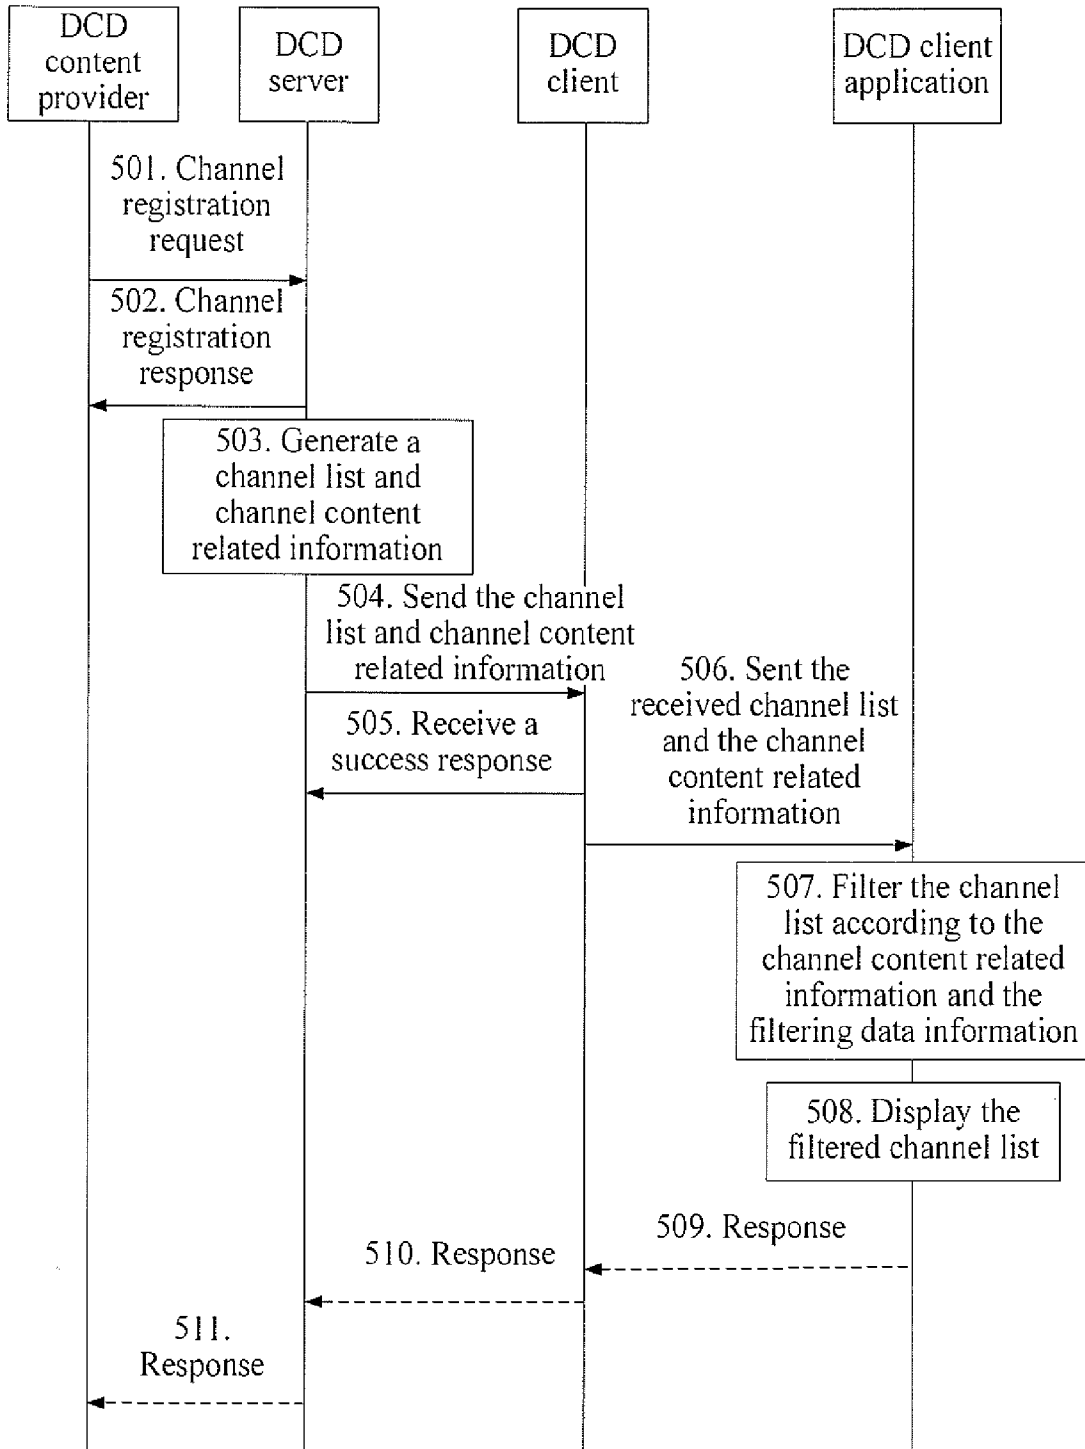 DCD
content
provider
DCD
server
DCD
client
DCD client
application
501. Channel
registration
request
502. Channel
registration
response
503. Generate a
channel list and
channel content
related information
504. Send the channel
list and channel content
related information
505. Receive a
success response
506. Sent the
received channel list
and the channel
content related
information
507. Filter the channel
list according to the
channel content related
information and the
filtering data information
508. Display the
filtered channel list
509. Response
510. Response
511.
Response